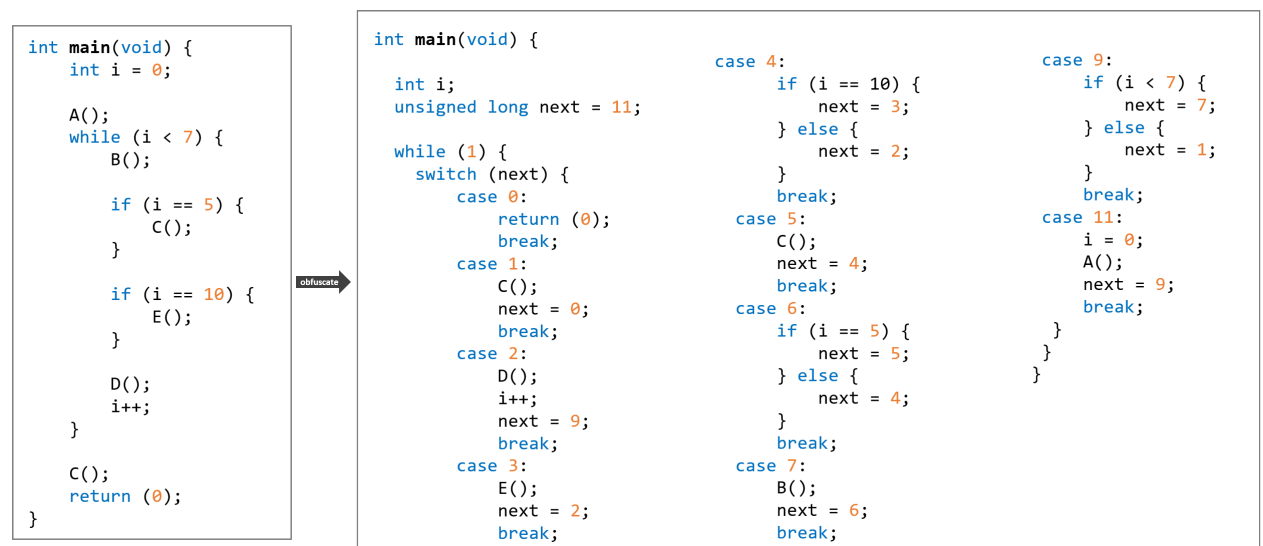 int main(void) {
    int i = 0;

    A();
    while (i < 7) {
        B();

        if (i == 5) {
            C();
        }

        if (i == 10) {
            E();
        }

        D();
        i++;
    }

    C();
    return (0);
}
obfuscate
int main(void) {

  int i;
  unsigned long next = 11;

  while (1) {
    switch (next) {
        case 0:
            return (0);
            break;
        case 1:
            C();
            next = 0;
            break;
        case 2:
            D();
            i++;
            next = 9;
            break;
        case 3:
            E();
            next = 2;
            break;
case 4:
      if (i == 10) {
          next = 3;
      } else {
          next = 2;
      }
      break;
  case 5:
      C();
      next = 4;
      break;
  case 6:
      if (i == 5) {
          next = 5;
      } else {
          next = 4;
      }
      break;
  case 7:
      B();
      next = 6;
      break;
case 9:
    if (i < 7) {
        next = 7;
    } else {
        next = 1;
    }
    break;
case 11:
    i = 0;
    A();
    next = 9;
    break;
 }
}
}